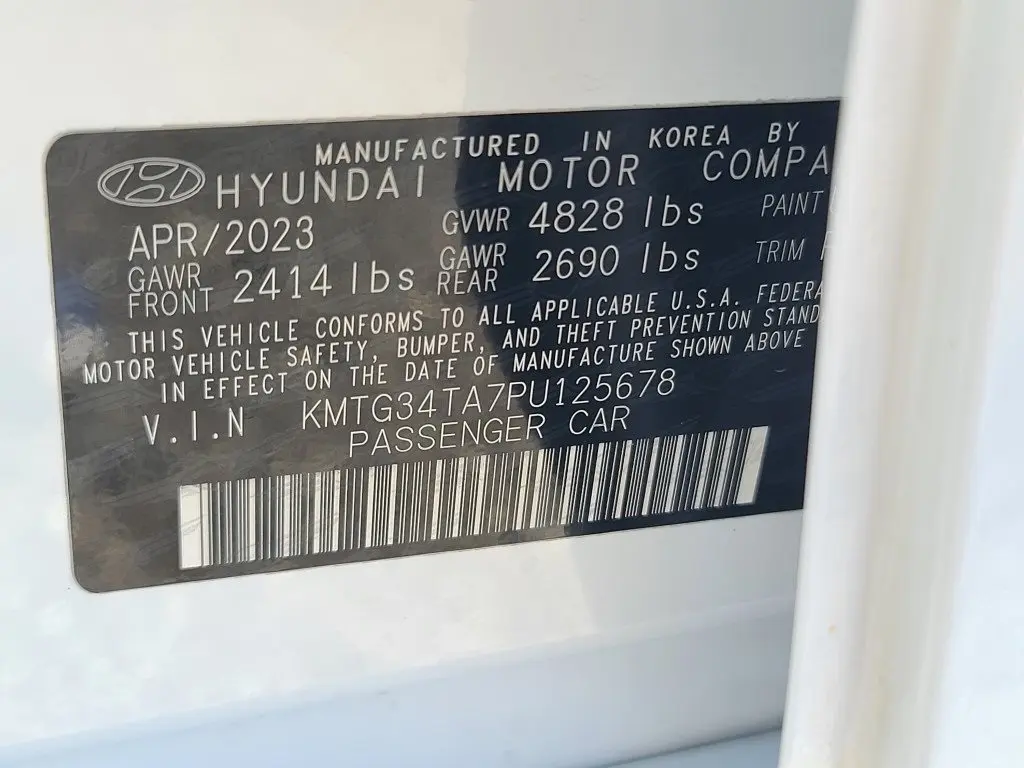 MANUFACTURED IN KOREA BY
HYUNDAI MOTOR COMPA
APR/2023 GVWR 4828 lbs PAINT
GAWR FRONT 2414 lbs GAWR REAR 2690 lbs TRIM
THIS VEHICLE CONFORMS TO ALL APPLICABLE U.S.A. FEDERA
MOTOR VEHICLE SAFETY, BUMPER, AND THEFT PREVENTION STAND
IN EFFECT ON THE DATE OF MANUFACTURE SHOWN ABOVE
V.I.N KMTG34TA7PU125678
PASSENGER CAR